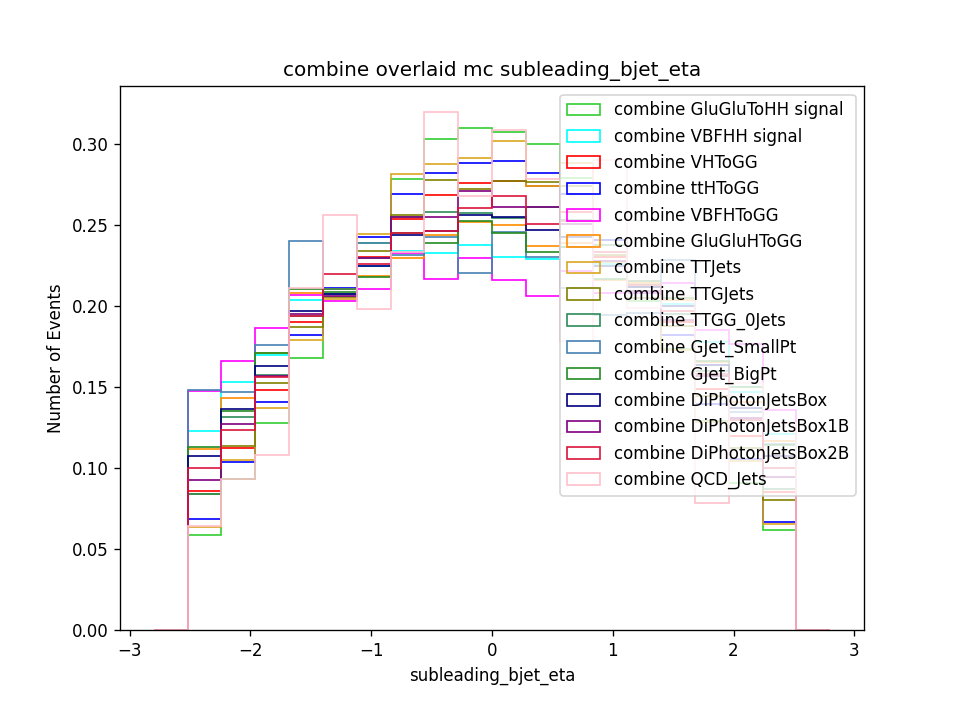 combine overlaid mc subleading_bjet_eta
Number of Events
0.30
0.25
0.20
0.15
0.10
0.05
0.00
combine GluGluToHH signal
combine VBFHH signal
combine VHToGG
combine ttHToGG
combine VBFHToGG
combine GluGluHToGG
combine TTJets
combine TTGJets
combine TTGG_0Jets
combine GJet_SmallPt
combine GJet_BigPt
combine DiPhotonJetsBox
combine DiPhotonJetsBox1B
combine DiPhotonJetsBox2B
combine QCD_Jets
−3 −2 −1 0 1 2 3
subleading_bjet_eta